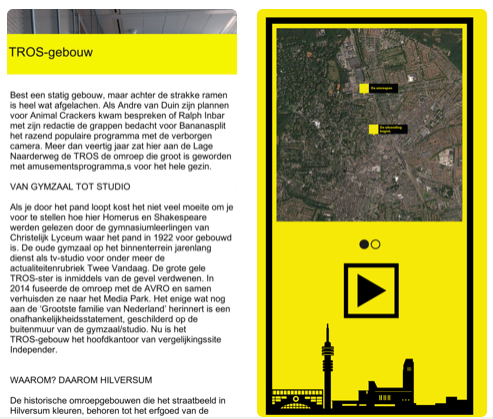 TROS-gebouw
Best een statig gebouw, maar achter de strakke ramen
is heel wat afgelachen. Als Andre van Duin zijn plannen
voor Animal Crackers kwam bespreken of Ralph Inbar
met zijn redactie de grappen bedacht voor Bananasplit
het razend populaire programma met de verborgen
camera. Meer dan veertig jaar zat hier aan de Lage
Naarderweg de TROS de omroep die groot is geworden
met amusementsprogramma,s voor het hele gezin.
VAN GYMZAAL TOT STUDIO
Als je door het pand loopt kost het niet veel moeite om je
voor te stellen hoe hier Homerus en Shakespeare
werden gelezen door de gymnasiumleerlingen van
Christelijk Lyceum waar het pand in 1922 voor gebouwd
is. De oude gymzaal op het binnenterrein jarenlang
dienst als tv-studio voor onder meer de
actualiteitenrubriek Twee Vandaag. De grote gele
TROS-ster is inmiddels van de gevel verdwenen. In
2014 fuseerde de omroep met de AVRO en samen
verhuisden ze naar het Media Park. Het enige wat nog
aan de 'Grootste familie van Nederland' herinnert is een
onafhankelijkheidsstatement, geschilderd op de
buitenmuur van de gymzaal/studio. Nu is het
TROS-gebouw het hoofdkantoor van vergelijkingssite
Independer.
WAAROM? DAAROM HILVERSUM
De historische omroepgebouwen die het straatbeeld in
Hilversum kleuren, behoren tot het erfgoed van de